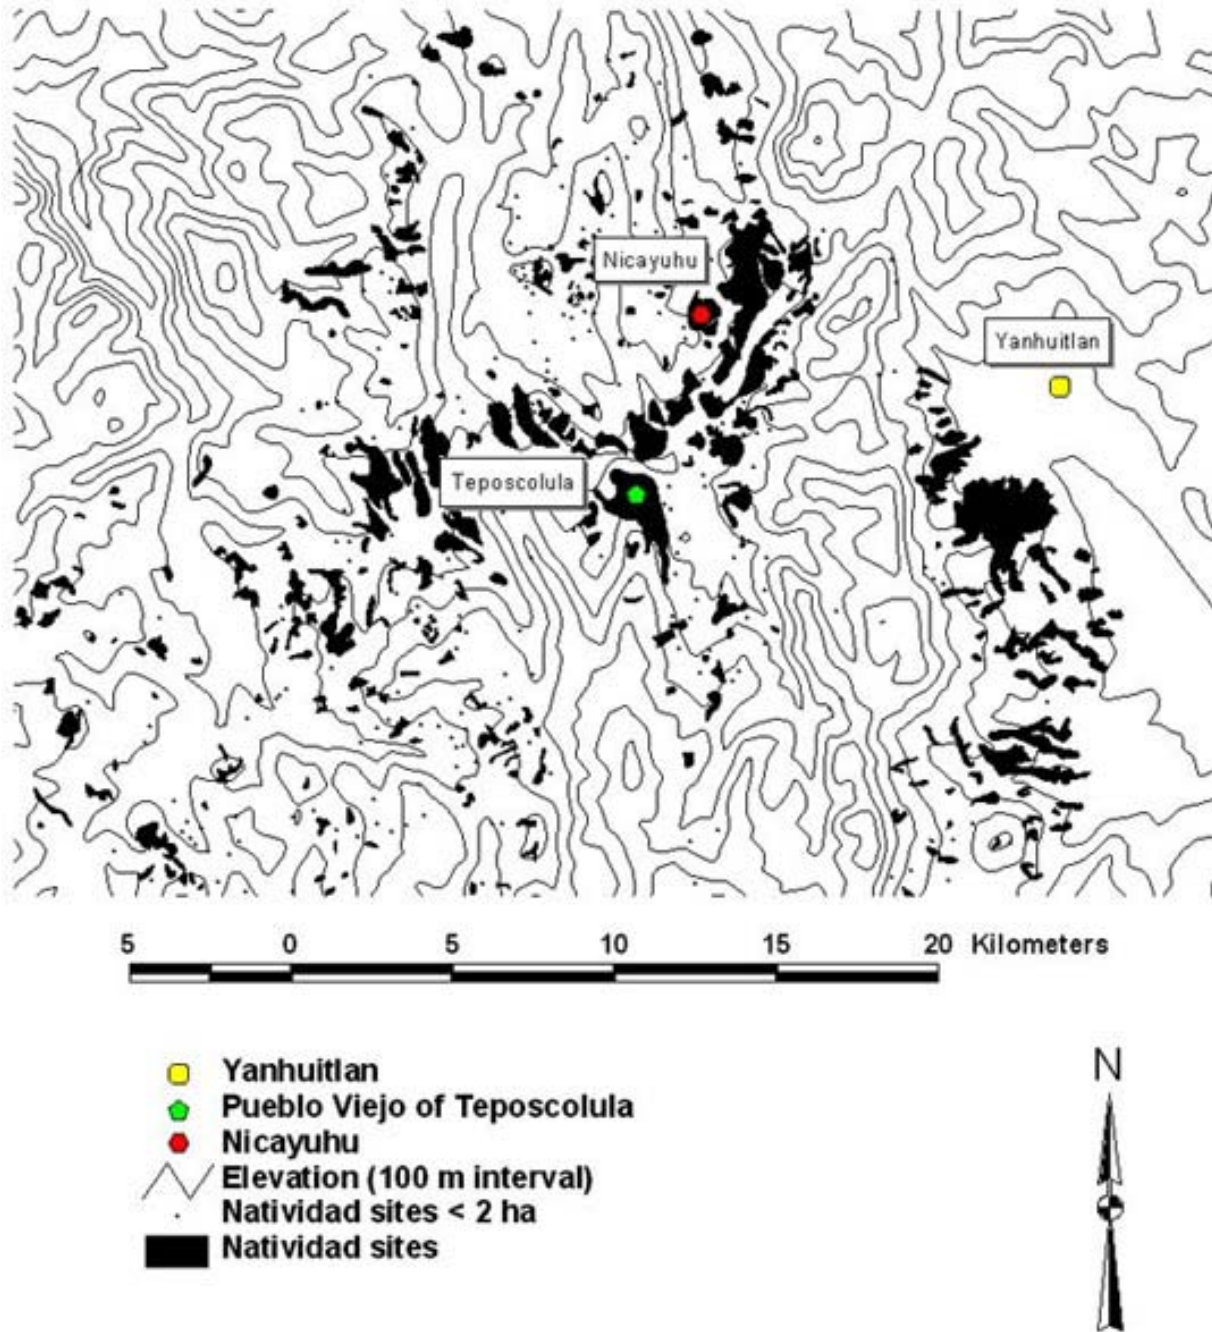 Nicayuhu
Yanhuitlan
Teposcolula
5 0 5 10 15 20 Kilometers
N
Yanhuitlan
Pueblo Viejo of Teposcolula
Nicayuhu
Elevation (100 m interval)
Natividad sites < 2 ha
Natividad sites